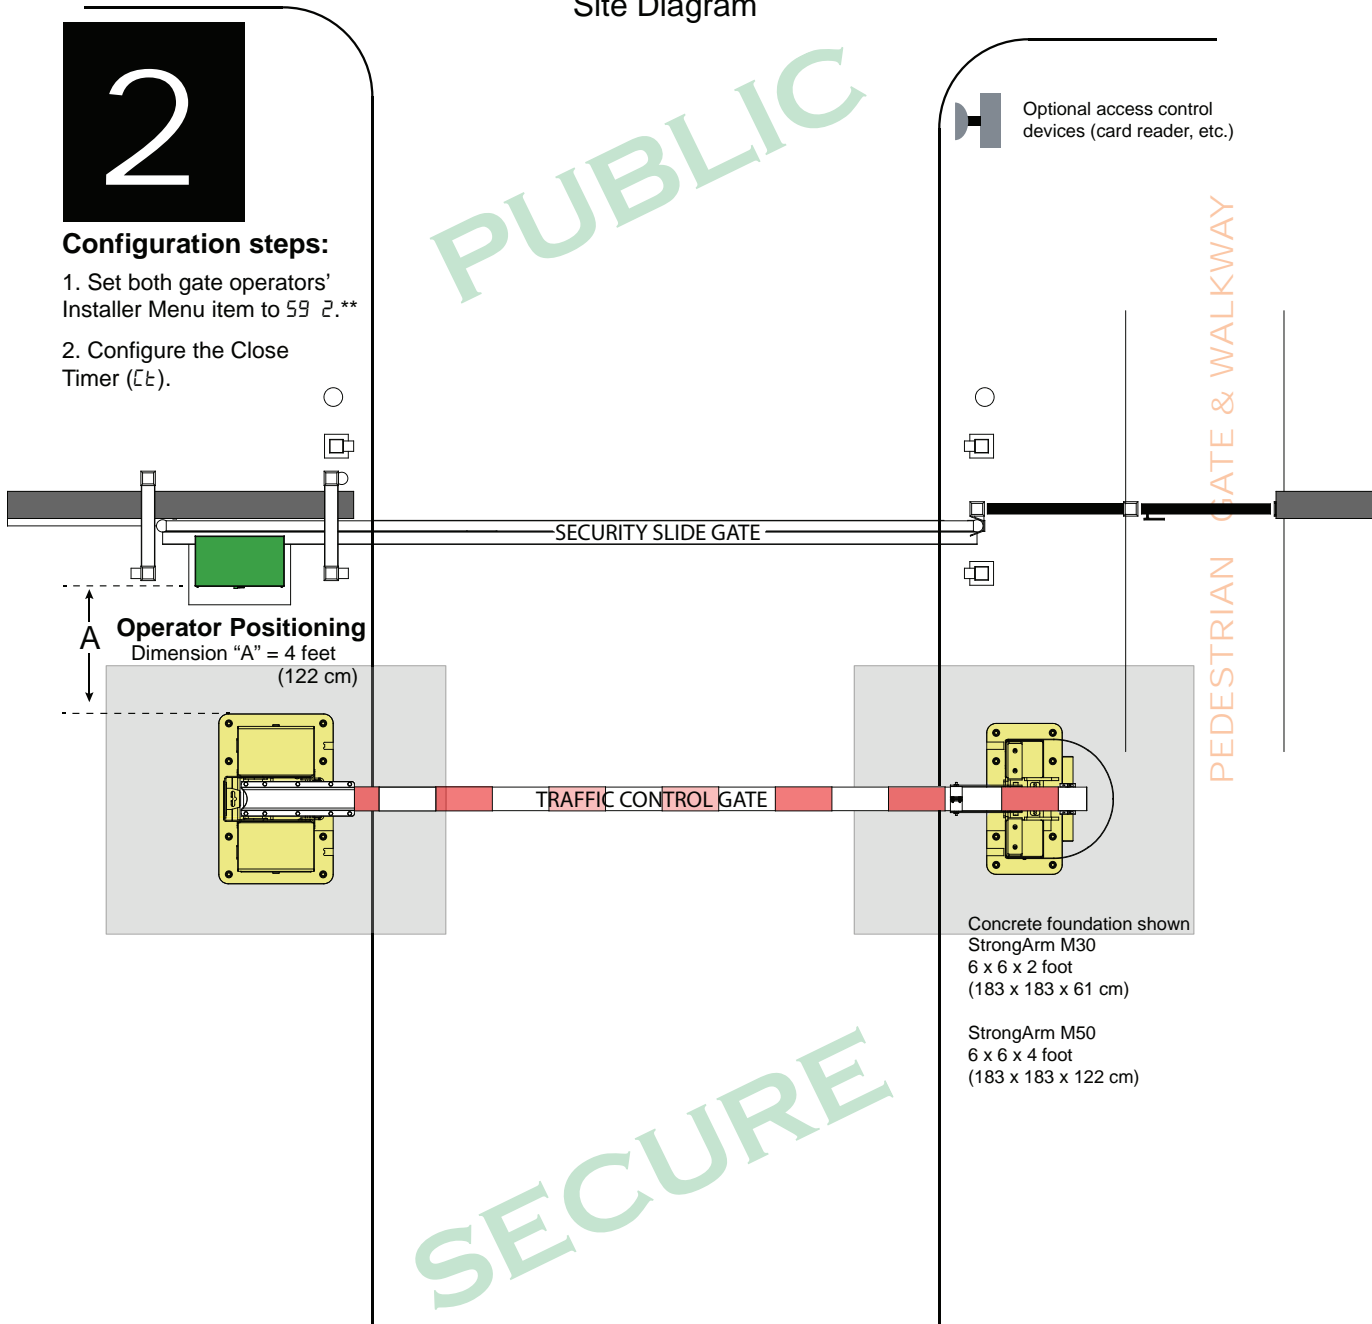 Site Diagram
2
Configuration steps:
1. Set both gate operators’
Installer Menu item to S9 2.**
2. Configure the Close
Timer (Ct).
PUBLIC
Optional access control
devices (card reader, etc.)
PEDESTRIAN GATE & WALKWAY
SECURITY SLIDE GATE
A
Operator Positioning
Dimension “A” = 4 feet
(122 cm)
TRAFFIC CONTROL GATE
Concrete foundation shown
StrongArm M30
6 x 6 x 2 foot
(183 x 183 x 61 cm)
StrongArm M50
6 x 6 x 4 foot
(183 x 183 x 122 cm)
SECURE